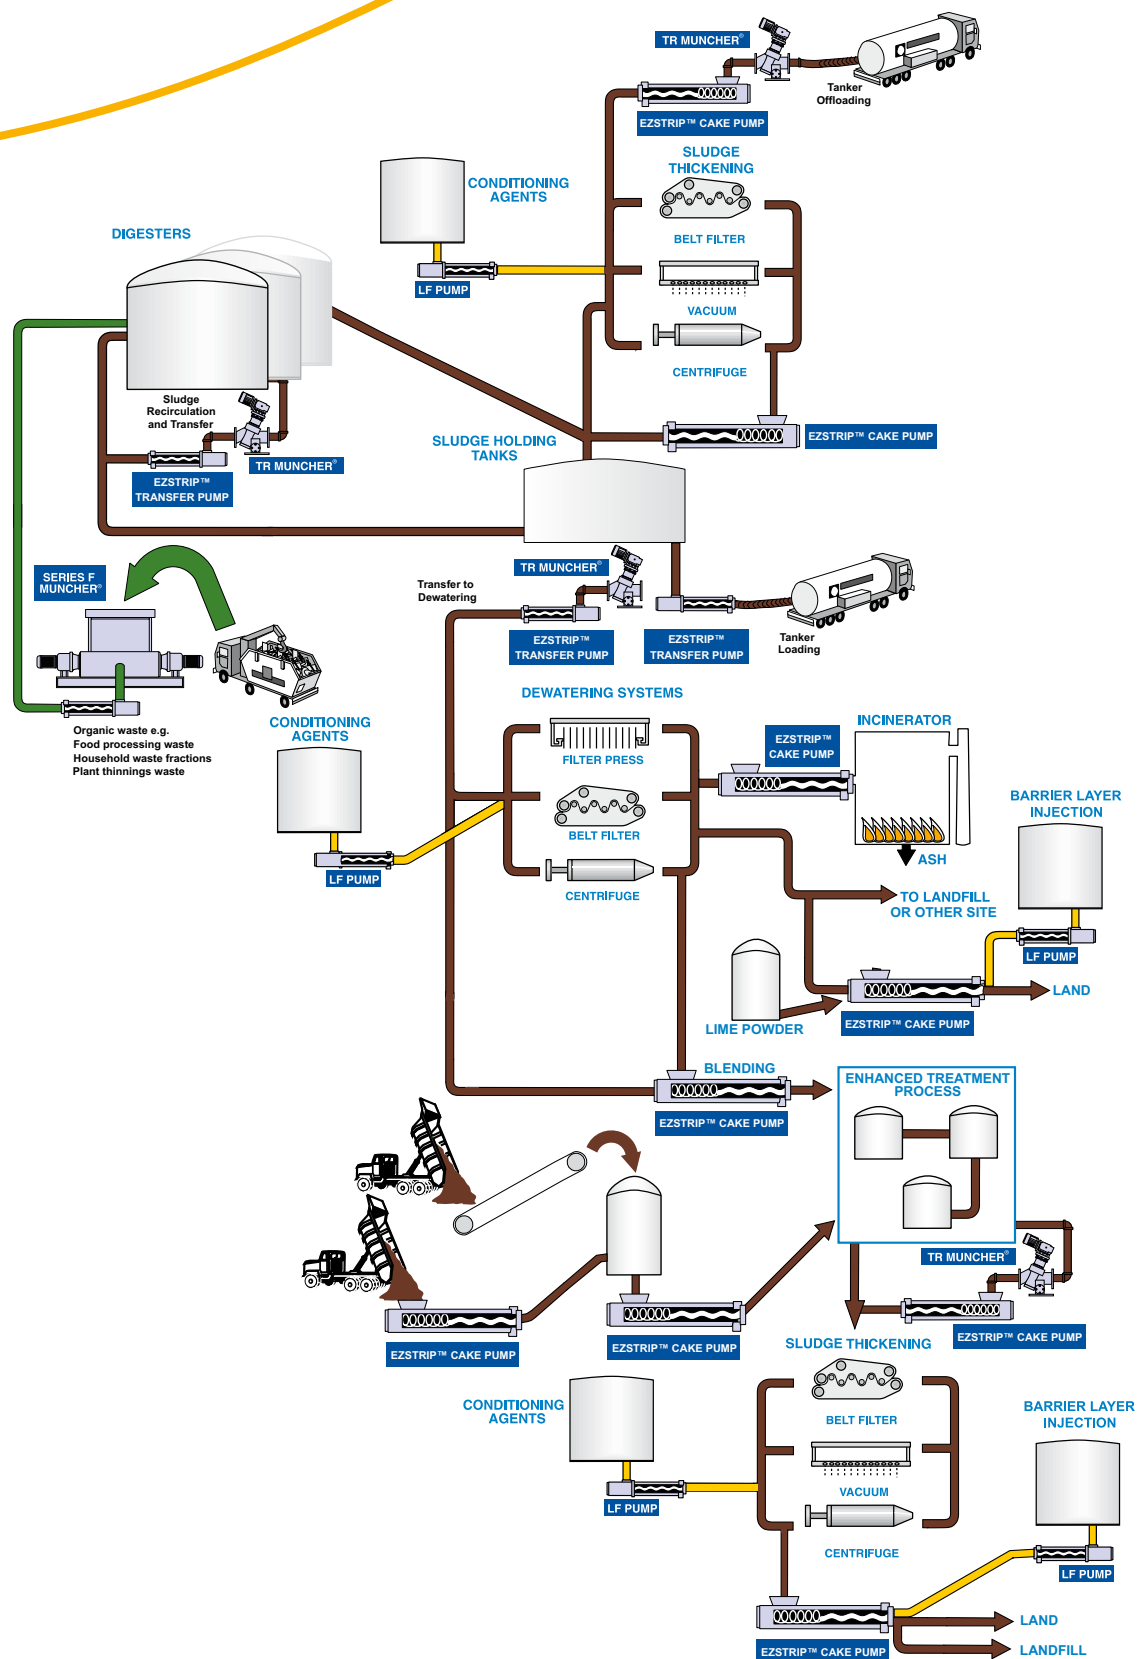 TR MUNCHER®
Tanker
Offloading
EZSTRIP™ CAKE PUMP
SLUDGE
THICKENING
CONDITIONING
AGENTS
DIGESTERS
BELT FILTER
LF PUMP
VACUUM
CENTRIFUGE
Sludge
Recirculation
and Transfer
SLUDGE HOLDING
TANKS
EZSTRIP™ CAKE PUMP
TR MUNCHER®
EZSTRIP™
TRANSFER PUMP
TR MUNCHER®
SERIES F
MUNCHER®
Transfer to
Dewatering
EZSTRIP™
TRANSFER PUMP
EZSTRIP™
TRANSFER PUMP
Tanker
Loading
DEWATERING SYSTEMS
Organic waste e.g.
Food processing waste
Household waste fractions
Plant thinnings waste
CONDITIONING
AGENTS
FILTER PRESS
EZSTRIP™
CAKE PUMP
INCINERATOR
BARRIER LAYER
INJECTION
BELT FILTER
ASH
LF PUMP
CENTRIFUGE
TO LANDFILL
OR OTHER SITE
LF PUMP
LAND
LIME POWDER
EZSTRIP™ CAKE PUMP
BLENDING
ENHANCED TREATMENT
PROCESS
EZSTRIP™ CAKE PUMP
TR MUNCHER®
EZSTRIP™ CAKE PUMP
EZSTRIP™ CAKE PUMP
EZSTRIP™ CAKE PUMP
SLUDGE THICKENING
CONDITIONING
AGENTS
BELT FILTER
BARRIER LAYER
INJECTION
VACUUM
LF PUMP
CENTRIFUGE
LF PUMP
LAND
EZSTRIP™ CAKE PUMP
LANDFILL